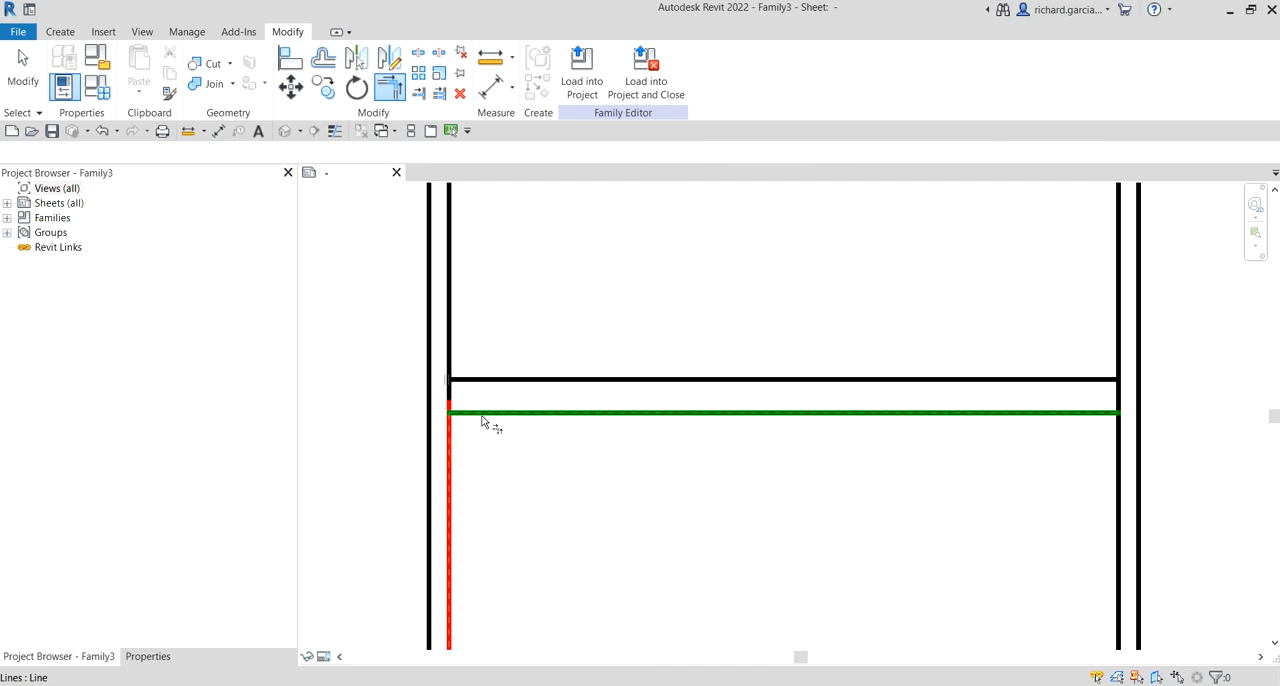 Autodesk Revit 2022 - Family3 - Sheet: -
richard.garcia...
File Create Insert View Manage Add-Ins Modify
Modify
Paste
Cut
Join
Load into Project
Load into Project and Close
Select Properties Clipboard Geometry Modify Measure Create Family Editor
Project Browser - Family3
-
Views (all)
Sheets (all)
Families
Groups
Revit Links
Project Browser - Family3 Properties
Lines : Line
:0